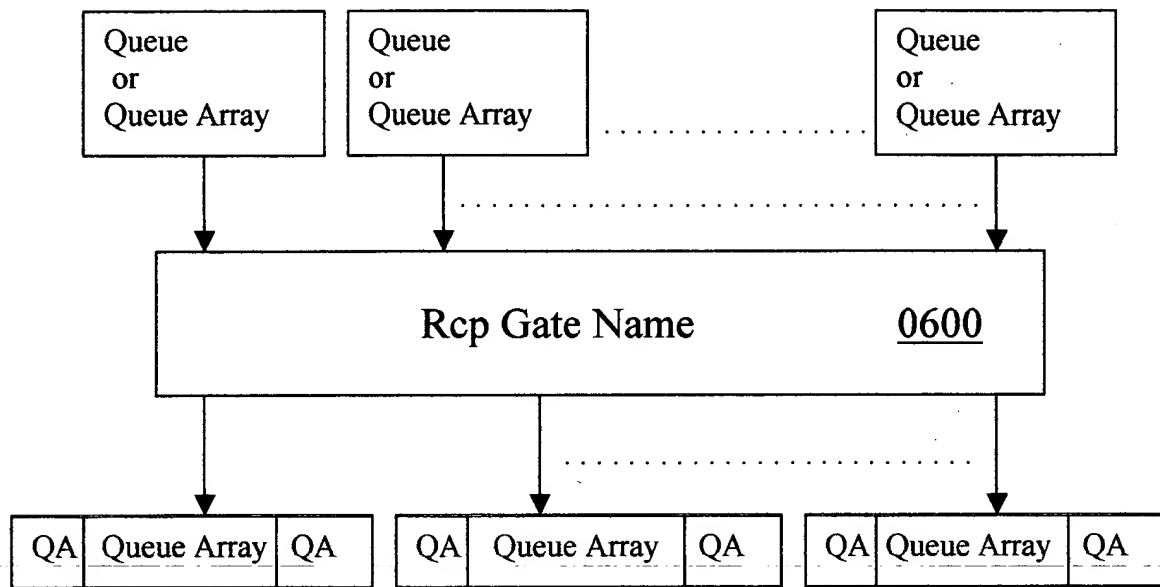 Queue
or
Queue Array
Queue
or
Queue Array
Queue
or
Queue Array
Rcp Gate Name 0600
QA Queue Array QA
QA Queue Array QA
QA Queue Array QA